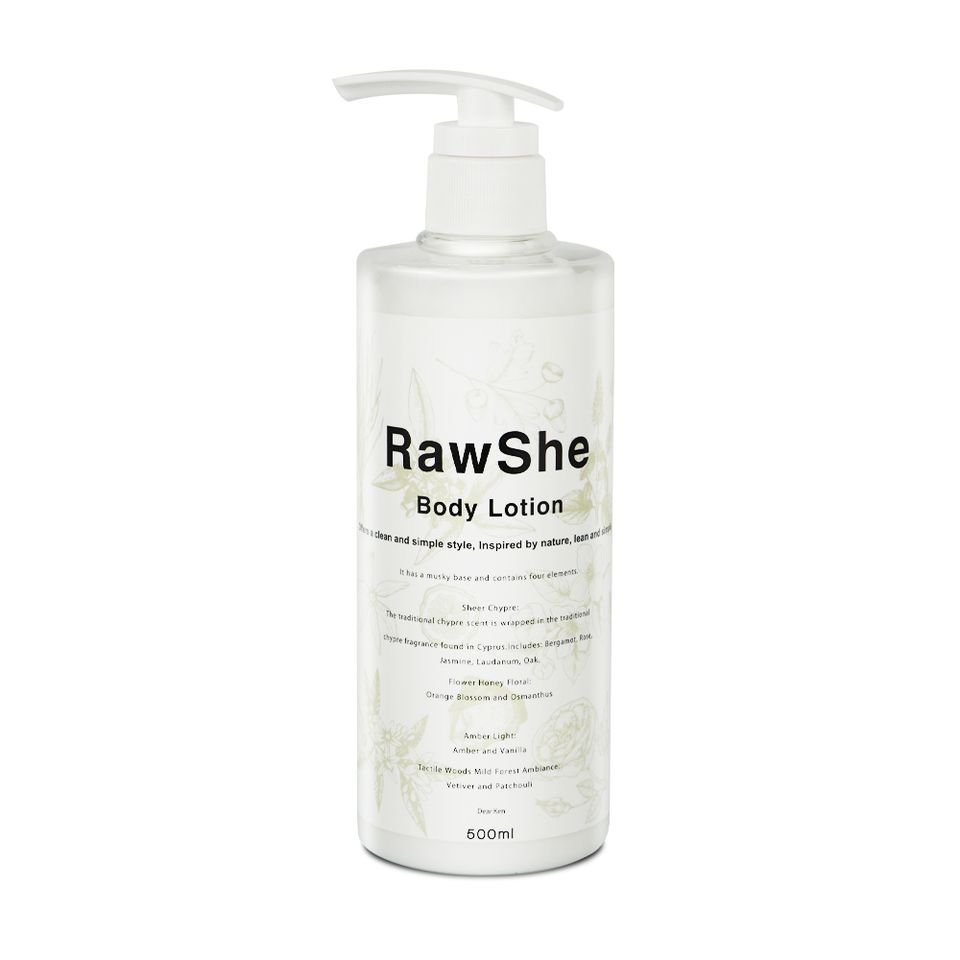 RawShe
Body Lotion
a clean and simple style, Inspired by nature, lean and simple
It has a musky base and contains four elements.
Sheer Chypre:
The traditional chypre scent is wrapped in the traditional
chypre fragrance found in Cyprus.Includes: Bergamot, Rose,
Jasmine, Laudanum, Oak.
Flower Honey Floral:
Orange Blossom and Osmanthus
Amber Light:
Amber and Vanilla
Tactile Woods Mild Forest Ambiance:
Vetiver and Patchouli
Dear Ken
500ml